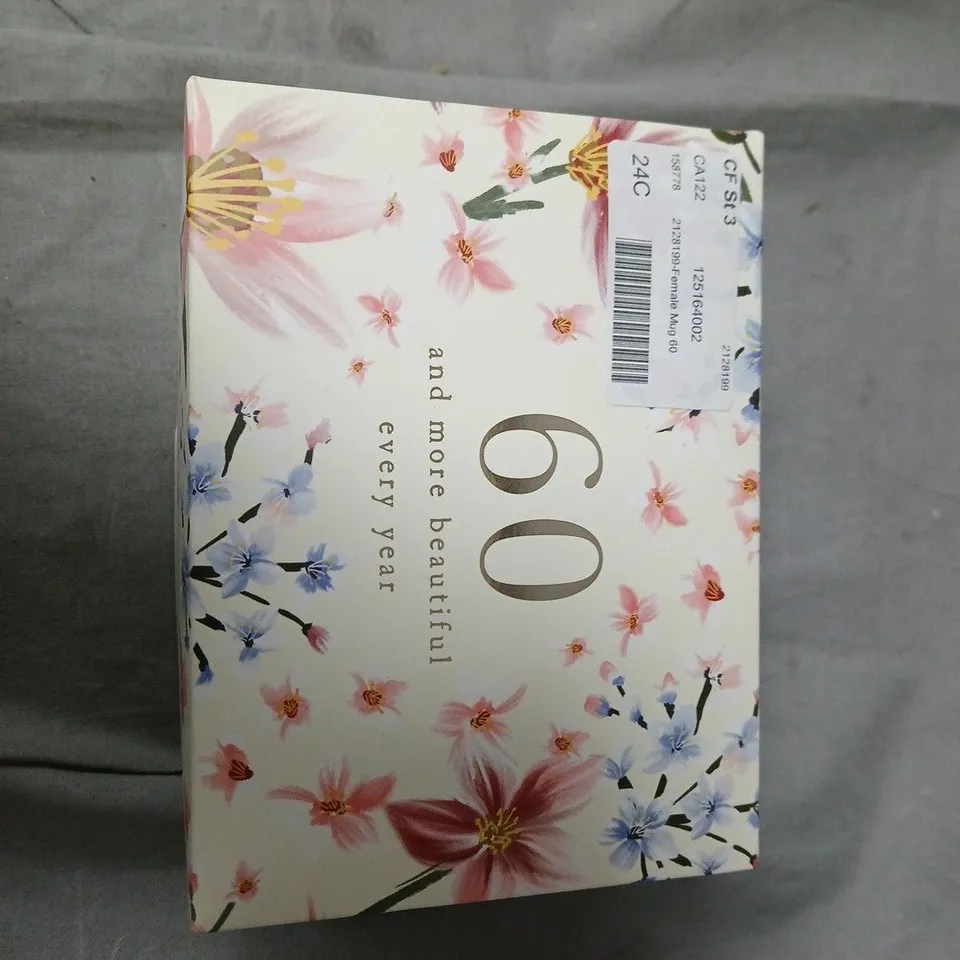 60
and more beautiful
every year
CF St 3
2128199
CA122
125164002
158778
2128199-Female Mug 60
24C